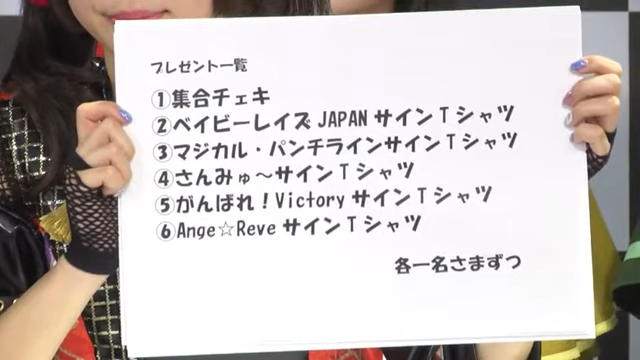 プレゼント一覧
①集合チェキ
②ベイビーレイズJAPANサインTシャツ
③マジカル・パンチラインサインTシャツ
④さんみゅ〜サインTシャツ
⑤がんばれ!VictoryサインTシャツ
⑥Ange☆ReveサインTシャツ
各一名さまずつ